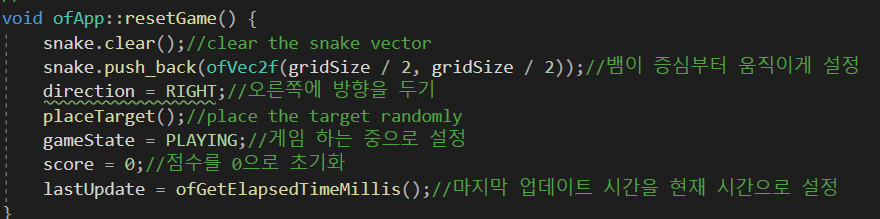 void ofApp::resetGame() {
snake.clear();//clear the snake vector
snake.push_back(ofVec2f(gridSize / 2, gridSize / 2));//뱀이 증심부터 움직이게 설정
direction = RIGHT;//오른쪽에 방향을 두기
placeTarget();//place the target randomly
gameState = PLAYING;//게임 하는 중으로 설정
score = 0;//점수를 0으로 초기화
lastUpdate = ofGetElapsedTimeMillis();//마지막 업데이트 시간을 현재 시간으로 설정
}